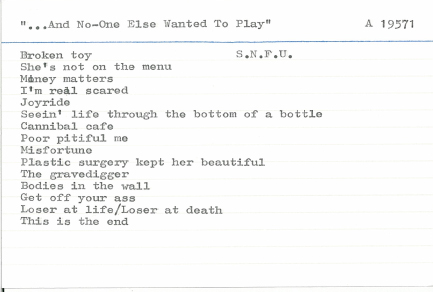 "...And No-One Else Wanted To Play" A 19571
Broken toy S.N.F.U.
She's not on the menu
Money matters
I'm real scared
Joyride
Seein' life through the bottom of a bottle
Cannibal cafe
Poor pitiful me
Misfortune
Plastic surgery kept her beautiful
The gravedigger
Bodies in the wall
Get off your ass
Loser at life/Loser at death
This is the end